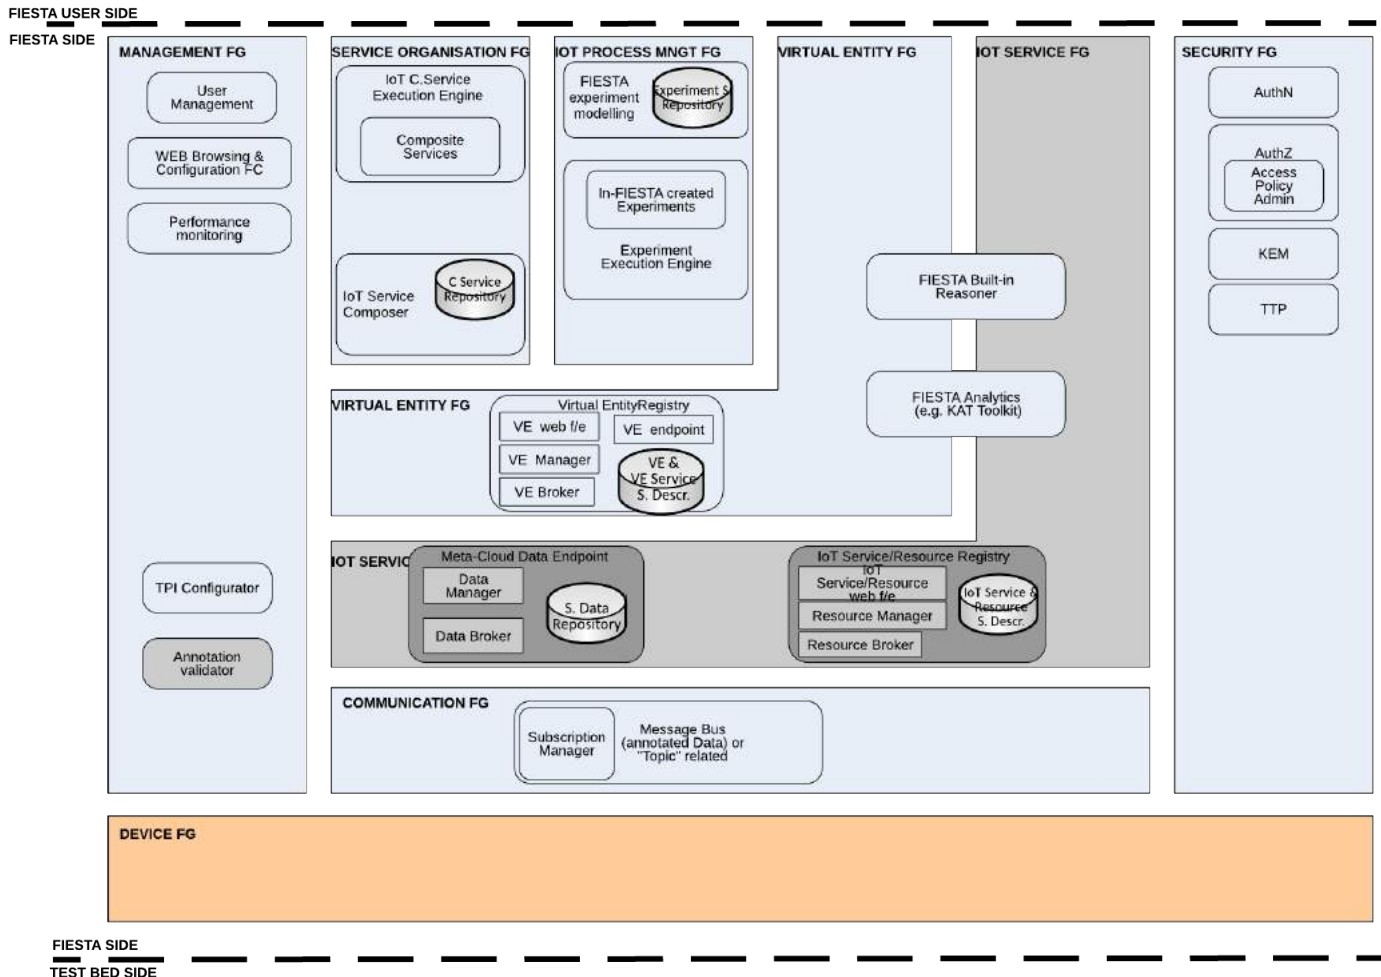 FIESTA USER SIDE
FIESTA SIDE
MANAGEMENT FG
User
Management
WEB Browsing &
Configuration FC
Performance
monitoring
TPI Configurator
Annotation
validator
SERVICE ORGANISATION FG
IoT C.Service
Execution Engine
Composite
Services
IoT Service
Composer
C Service
Repository
IOT PROCESS MNGT FG
FIESTA
experiment
modelling
Experiment S
Repository
In-FIESTA created
Experiments
Experiment
Execution Engine
VIRTUAL ENTITY FG
IOT SERVICE FG
FIESTA Built-in
Reasoner
FIESTA Analytics
(e.g. KAT Toolkit)
SECURITY FG
AuthN
AuthZ
Access
Policy
Admin
KEM
TTP
VIRTUAL ENTITY FG
Virtual EntityRegistry
VE web f/e
VE endpoint
VE Manager
VE Broker
VE &
VE Service
S. Descr.
IOT SERVIC
Meta-Cloud Data Endpoint
Data
Manager
Data Broker
S. Data
Repository
IoT Service/Resource Registry
IoT
Service/Resource
web f/e
Resource Manager
Resource Broker
IoT Service &
Resource
S. Descr.
COMMUNICATION FG
Subscription
Manager
Message Bus
(annotated Data) or
"Topic" related
DEVICE FG
FIESTA SIDE
TEST BED SIDE